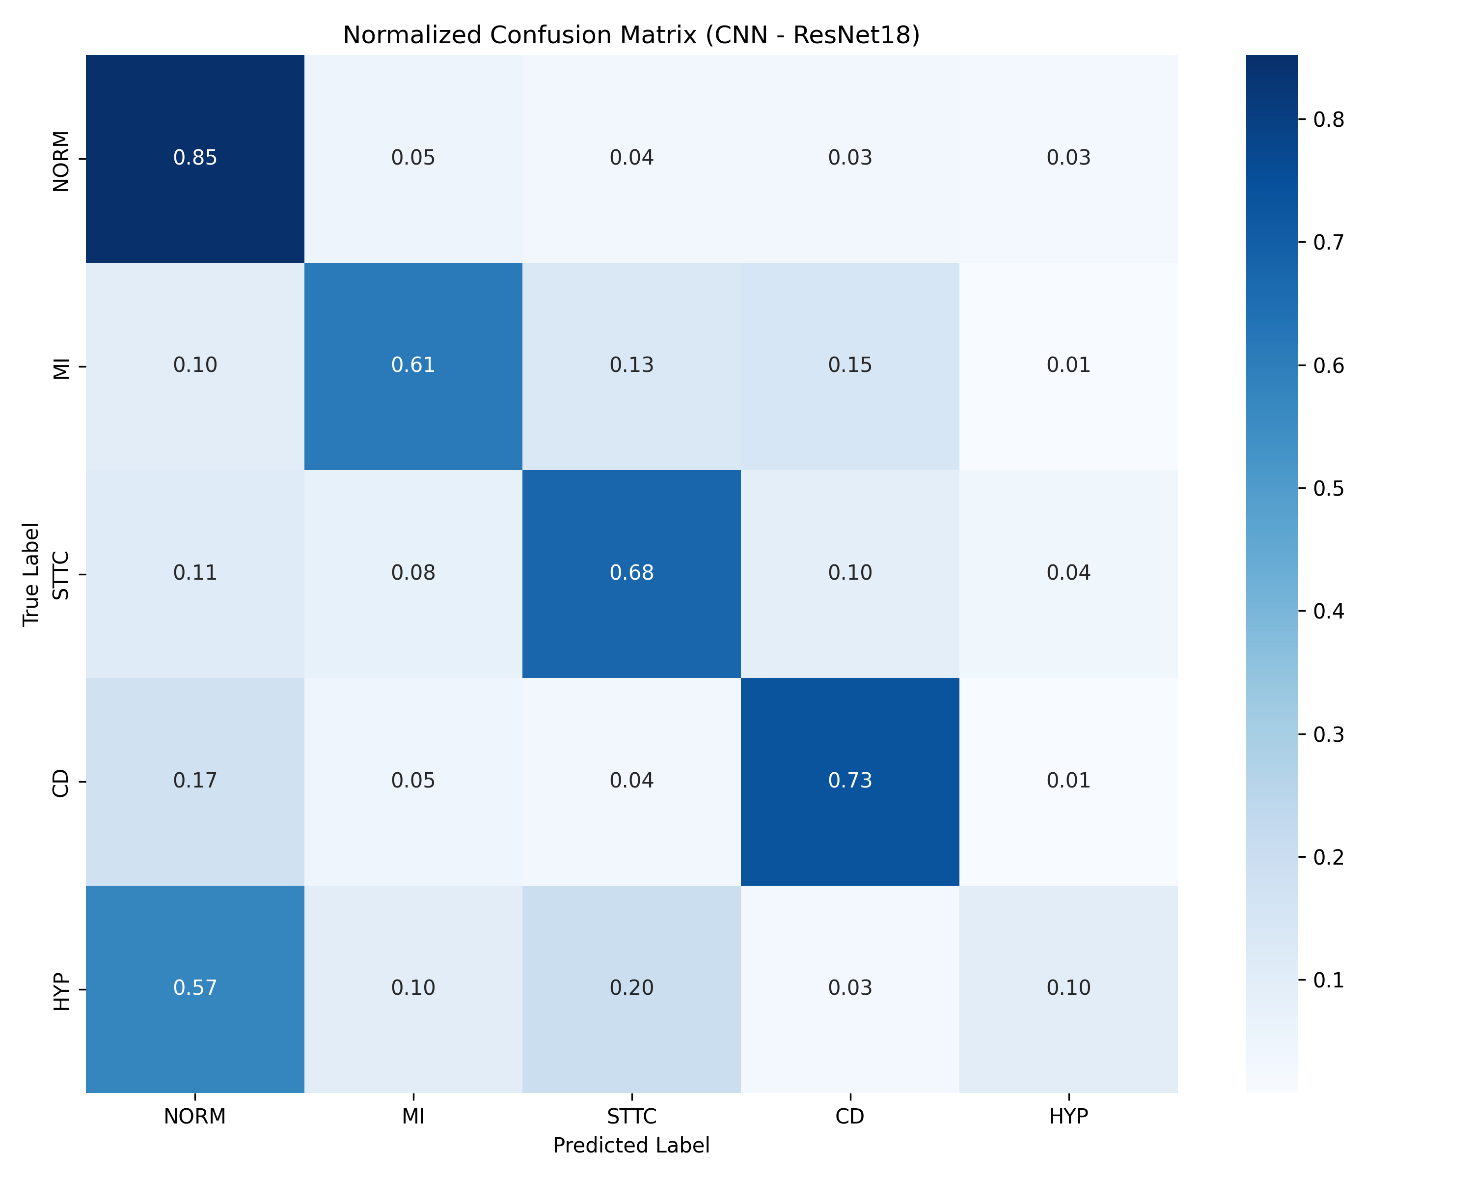 Normalized Confusion Matrix (CNN - ResNet18)
True Label
NORM 0.85 0.05 0.04 0.03 0.03
MI 0.10 0.61 0.13 0.15 0.01
STTC 0.11 0.08 0.68 0.10 0.04
CD 0.17 0.05 0.04 0.73 0.01
HYP 0.57 0.10 0.20 0.03 0.10
NORM MI STTC CD HYP
Predicted Label
0.8
0.7
0.6
0.5
0.4
0.3
0.2
0.1